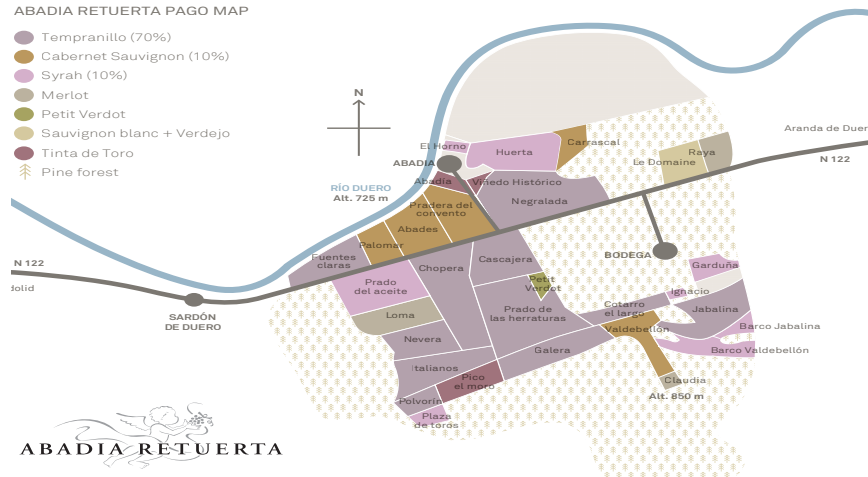 ABADIA RETUERTA PAGO MAP
Tempranillo (70%)
Cabernet Sauvignon (10%)
Syrah (10%)
Merlot
Petit Verdot
Sauvignon blanc + Verdejo
Tinta de Toro
Pine forest
N
El Horno
Huerta
Carrascal
Aranda de Duer
N 122
Le Domaine
Raya
ABADIA
Abadia
Viñedo Histórico
Negralada
RÍO DUERO
Alt. 725 m
Pradera del
convento
Abades
Palomar
Fuentes
claras
N 122
dolid
SARDÓN
DE DUERO
Chopera
Cascajera
BODEGA
Garduña
Prado
del aceite
Petit
Verdot
Ignacio
Loma
Prado de
las herraturas
Cotarro
el largo
Jabalina
Valdebellón
Barco Jabalina
Nevera
Galera
Barco Valdebellón
Italianos
Pico
el moro
Claudia
Alt. 850 m
Polvorín
Plaza
de toros
ABADIA RETUERTA